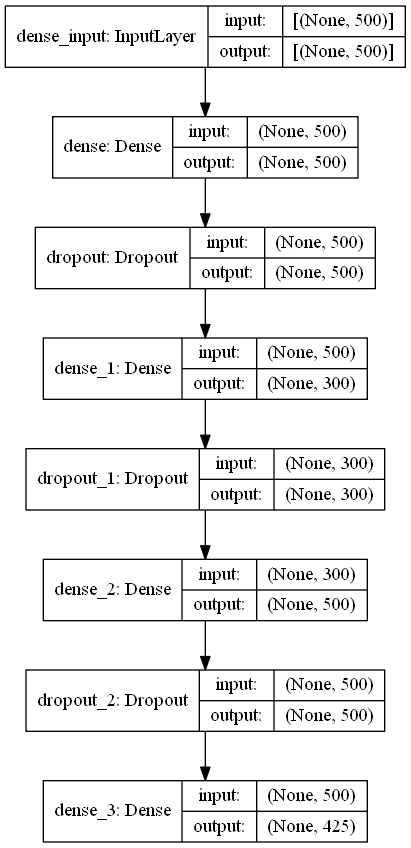 dense_input: InputLayer
input: [(None, 500)]
output: [(None, 500)]
dense: Dense
input: (None, 500)
output: (None, 500)
dropout: Dropout
input: (None, 500)
output: (None, 500)
dense_1: Dense
input: (None, 500)
output: (None, 300)
dropout_1: Dropout
input: (None, 300)
output: (None, 300)
dense_2: Dense
input: (None, 300)
output: (None, 500)
dropout_2: Dropout
input: (None, 500)
output: (None, 500)
dense_3: Dense
input: (None, 500)
output: (None, 425)